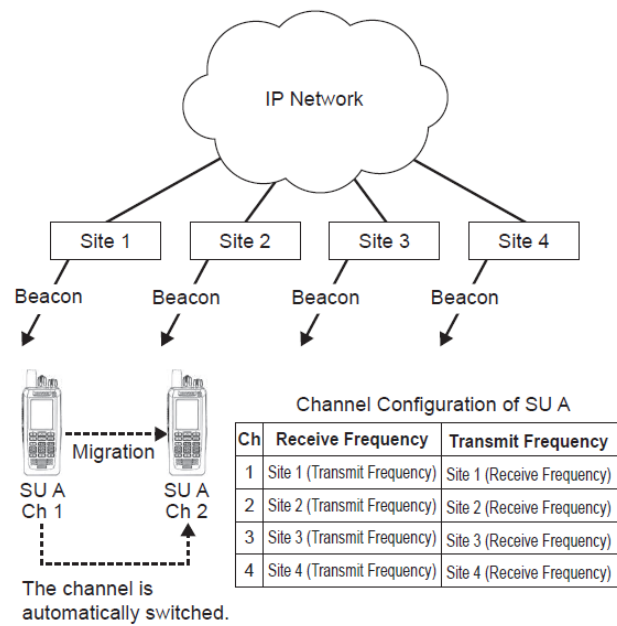 IP Network
Site 1
Site 2
Site 3
Site 4
Beacon
Beacon
Beacon
Beacon
Migration
SU A
Ch 1
SU A
Ch 2
The channel is
automatically switched.
Channel Configuration of SU A
Ch Receive Frequency Transmit Frequency
1 Site 1 (Transmit Frequency) Site 1 (Receive Frequency)
2 Site 2 (Transmit Frequency) Site 2 (Receive Frequency)
3 Site 3 (Transmit Frequency) Site 3 (Receive Frequency)
4 Site 4 (Transmit Frequency) Site 4 (Receive Frequency)